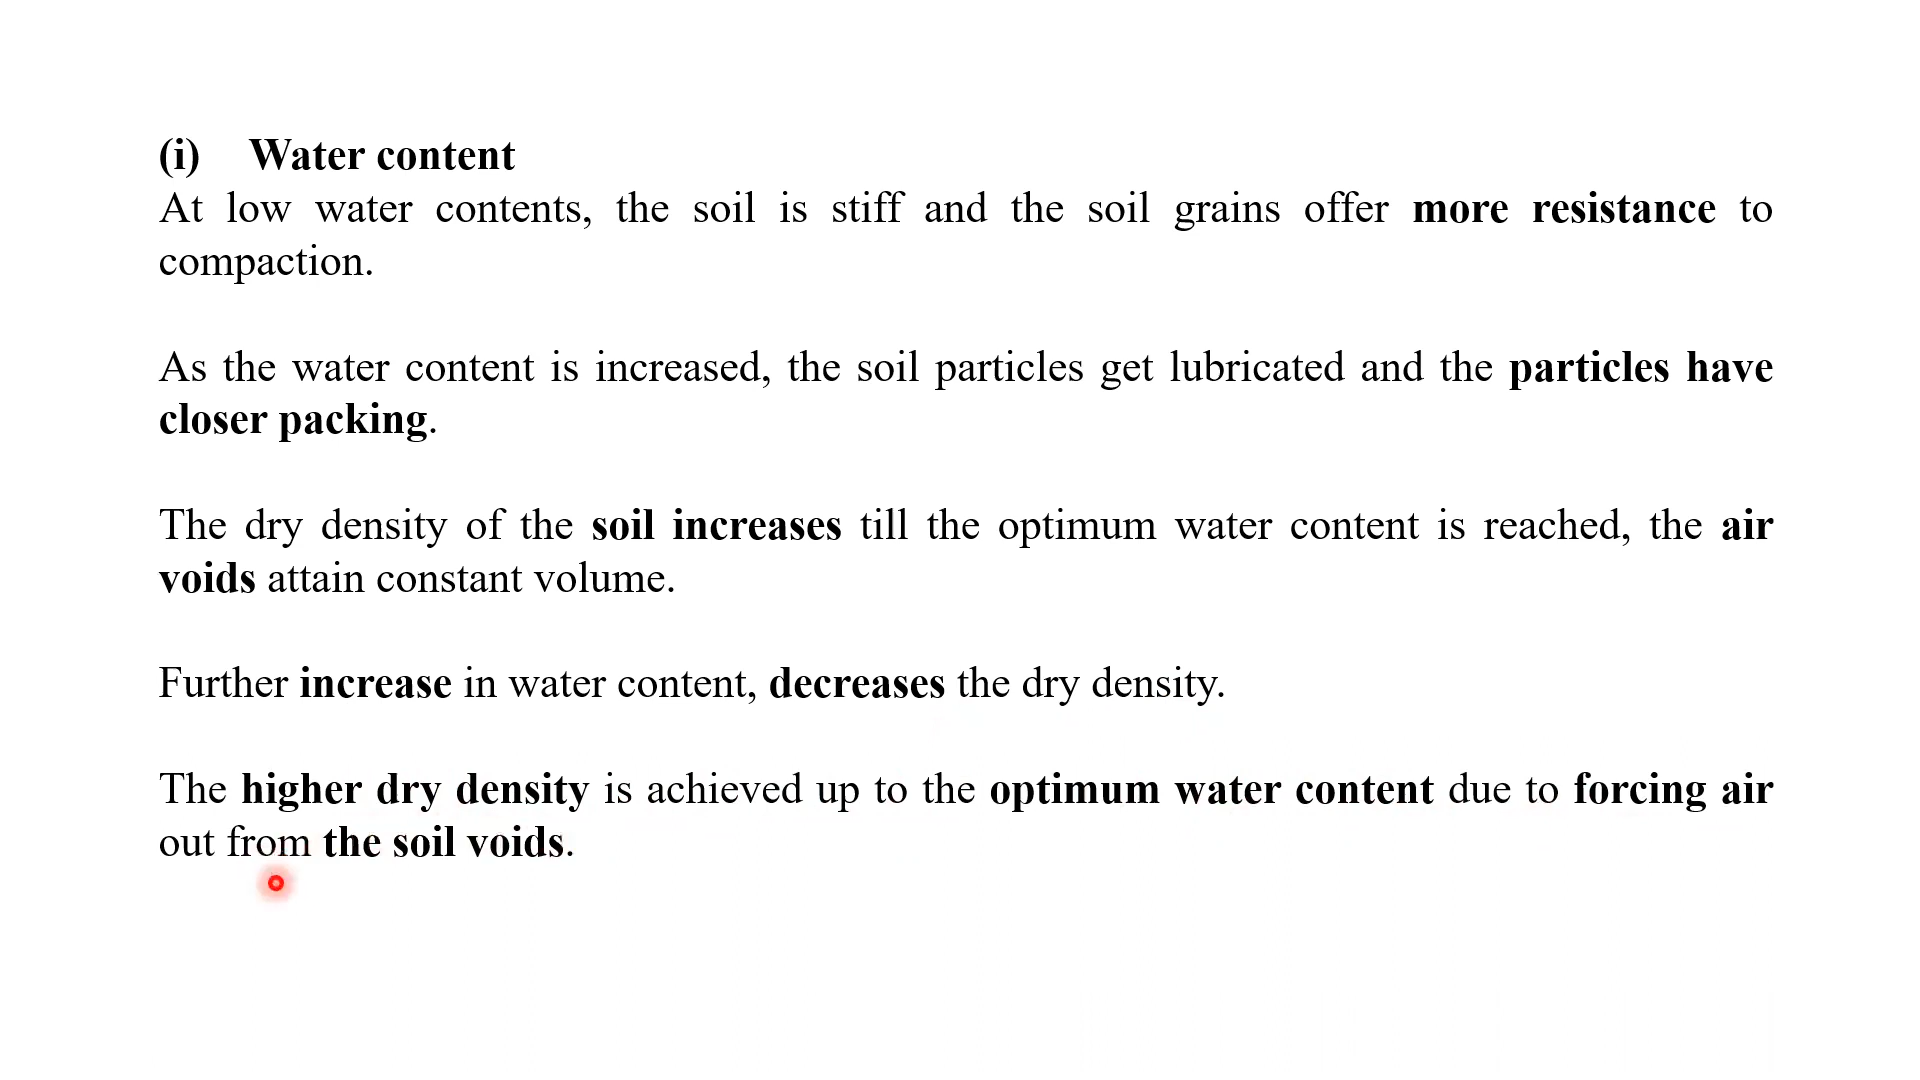 (i) Water content
At low water contents, the soil is stiff and the soil grains offer more resistance to
compaction.
As the water content is increased, the soil particles get lubricated and the particles have
closer packing.
The dry density of the soil increases till the optimum water content is reached, the air
voids attain constant volume.
Further increase in water content, decreases the dry density.
The higher dry density is achieved up to the optimum water content due to forcing air
out from the soil voids.